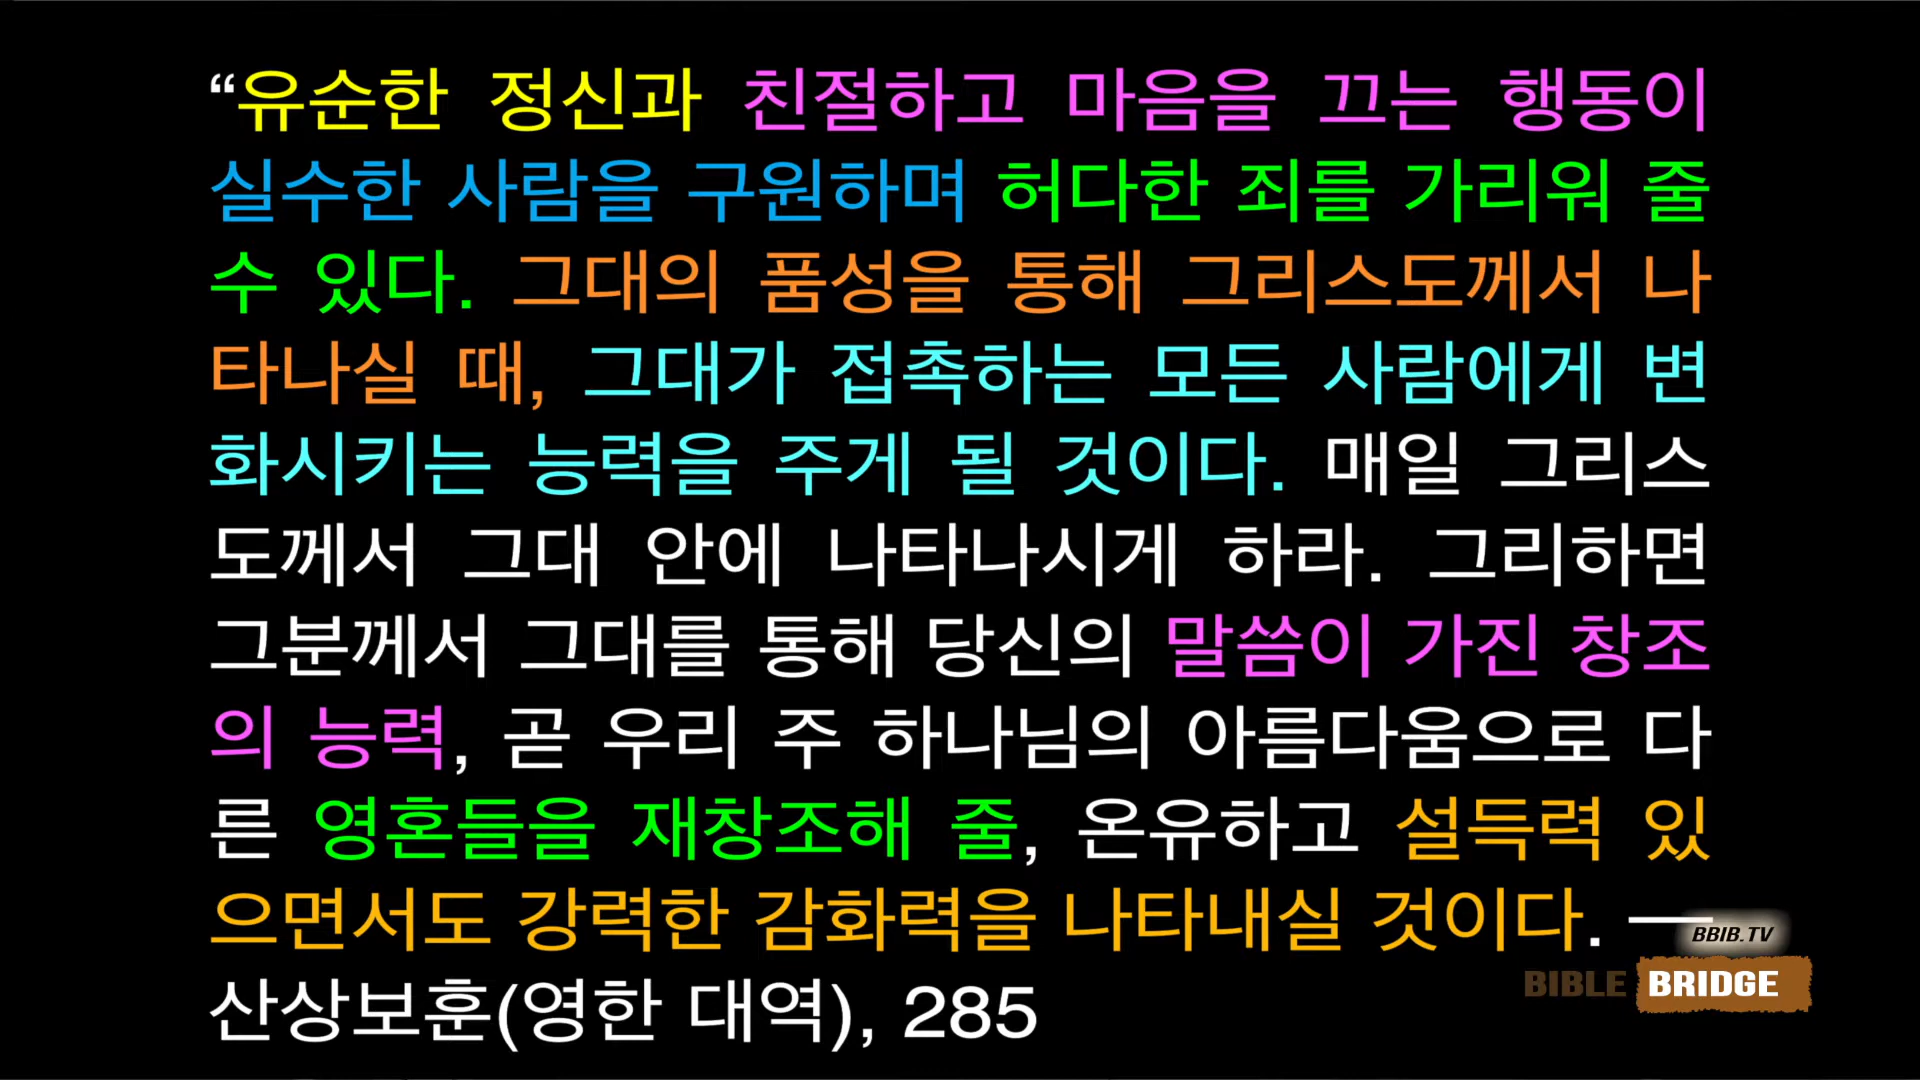 “유순한 정신과 친절하고 마음을 끄는 행동이
실수한 사람을 구원하며 허다한 죄를 가리워 줄
수 있다. 그대의 품성을 통해 그리스도께서 나
타나실 때, 그대가 접촉하는 모든 사람에게 변
화시키는 능력을 주게 될 것이다. 매일 그리스
도께서 그대 안에 나타나시게 하라. 그리하면
그분께서 그대를 통해 당신의 말씀이 가진 창조
의 능력, 곧 우리 주 하나님의 아름다움으로 다
른 영혼들을 재창조해 줄, 온유하고 설득력 있
으면서도 강력한 감화력을 나타내실 것이다. —
산상보훈(영한 대역), 285
BBIB.TV
BIBLE BRIDGE